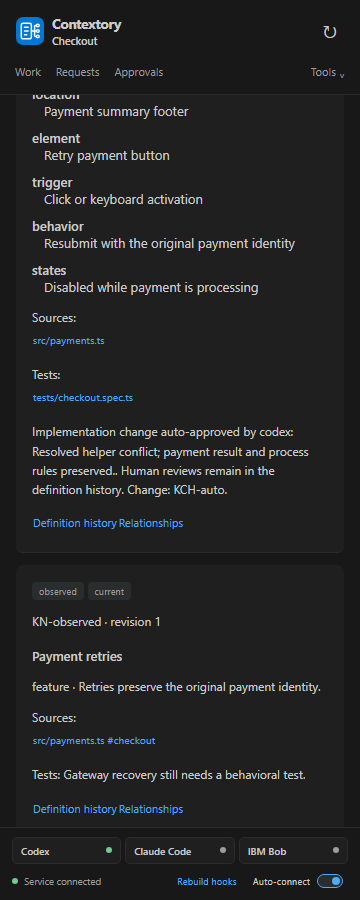 Contextory
Checkout
↻
Work Requests Approvals Tools
location
Payment summary footer
element
Retry payment button
trigger
Click or keyboard activation
behavior
Resubmit with the original payment identity
states
Disabled while payment is processing
Sources:
src/payments.ts
Tests:
tests/checkout.spec.ts
Implementation change auto-approved by codex:
Resolved helper conflict; payment result and process
rules preserved.. Human reviews remain in the
definition history. Change: KCH-auto.
Definition history Relationships
observed current
KN-observed · revision 1
Payment retries
feature · Retries preserve the original payment identity.
Sources:
src/payments.ts #checkout
Tests: Gateway recovery still needs a behavioral test.
Definition history Relationships
Codex Claude Code IBM Bob
Service connected Rebuild hooks Auto-connect